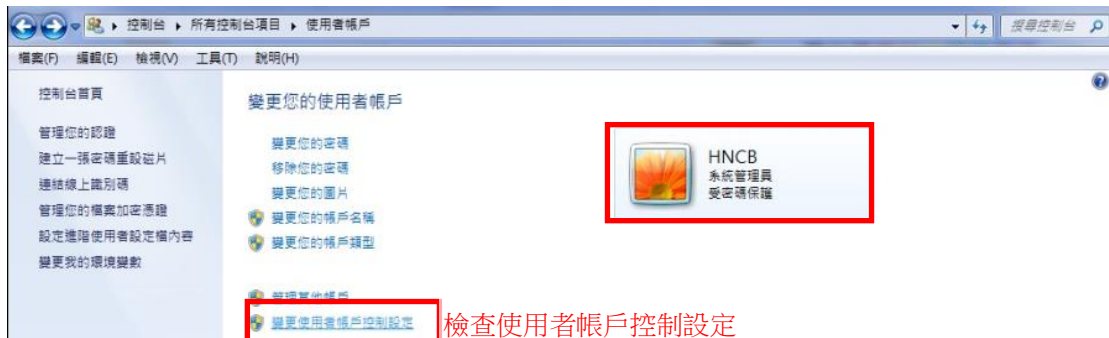 控制台 ▸ 所有控制台項目 ▸ 使用者帳戶
搜尋控制台
檔案(F) 編輯(E) 檢視(V) 工具(T) 說明(H)
控制台首頁
管理您的認證
建立一張密碼重設磁片
連結線上識別碼
管理您的檔案加密憑證
設定進階使用者設定檔內容
變更我的環境變數
變更您的使用者帳戶
變更您的密碼
移除您的密碼
變更您的圖片
變更您的帳戶名稱
變更您的帳戶類型
管理其他帳戶
變更使用者帳戶控制設定
HNCB
系統管理員
受密碼保護
檢查使用者帳戶控制設定